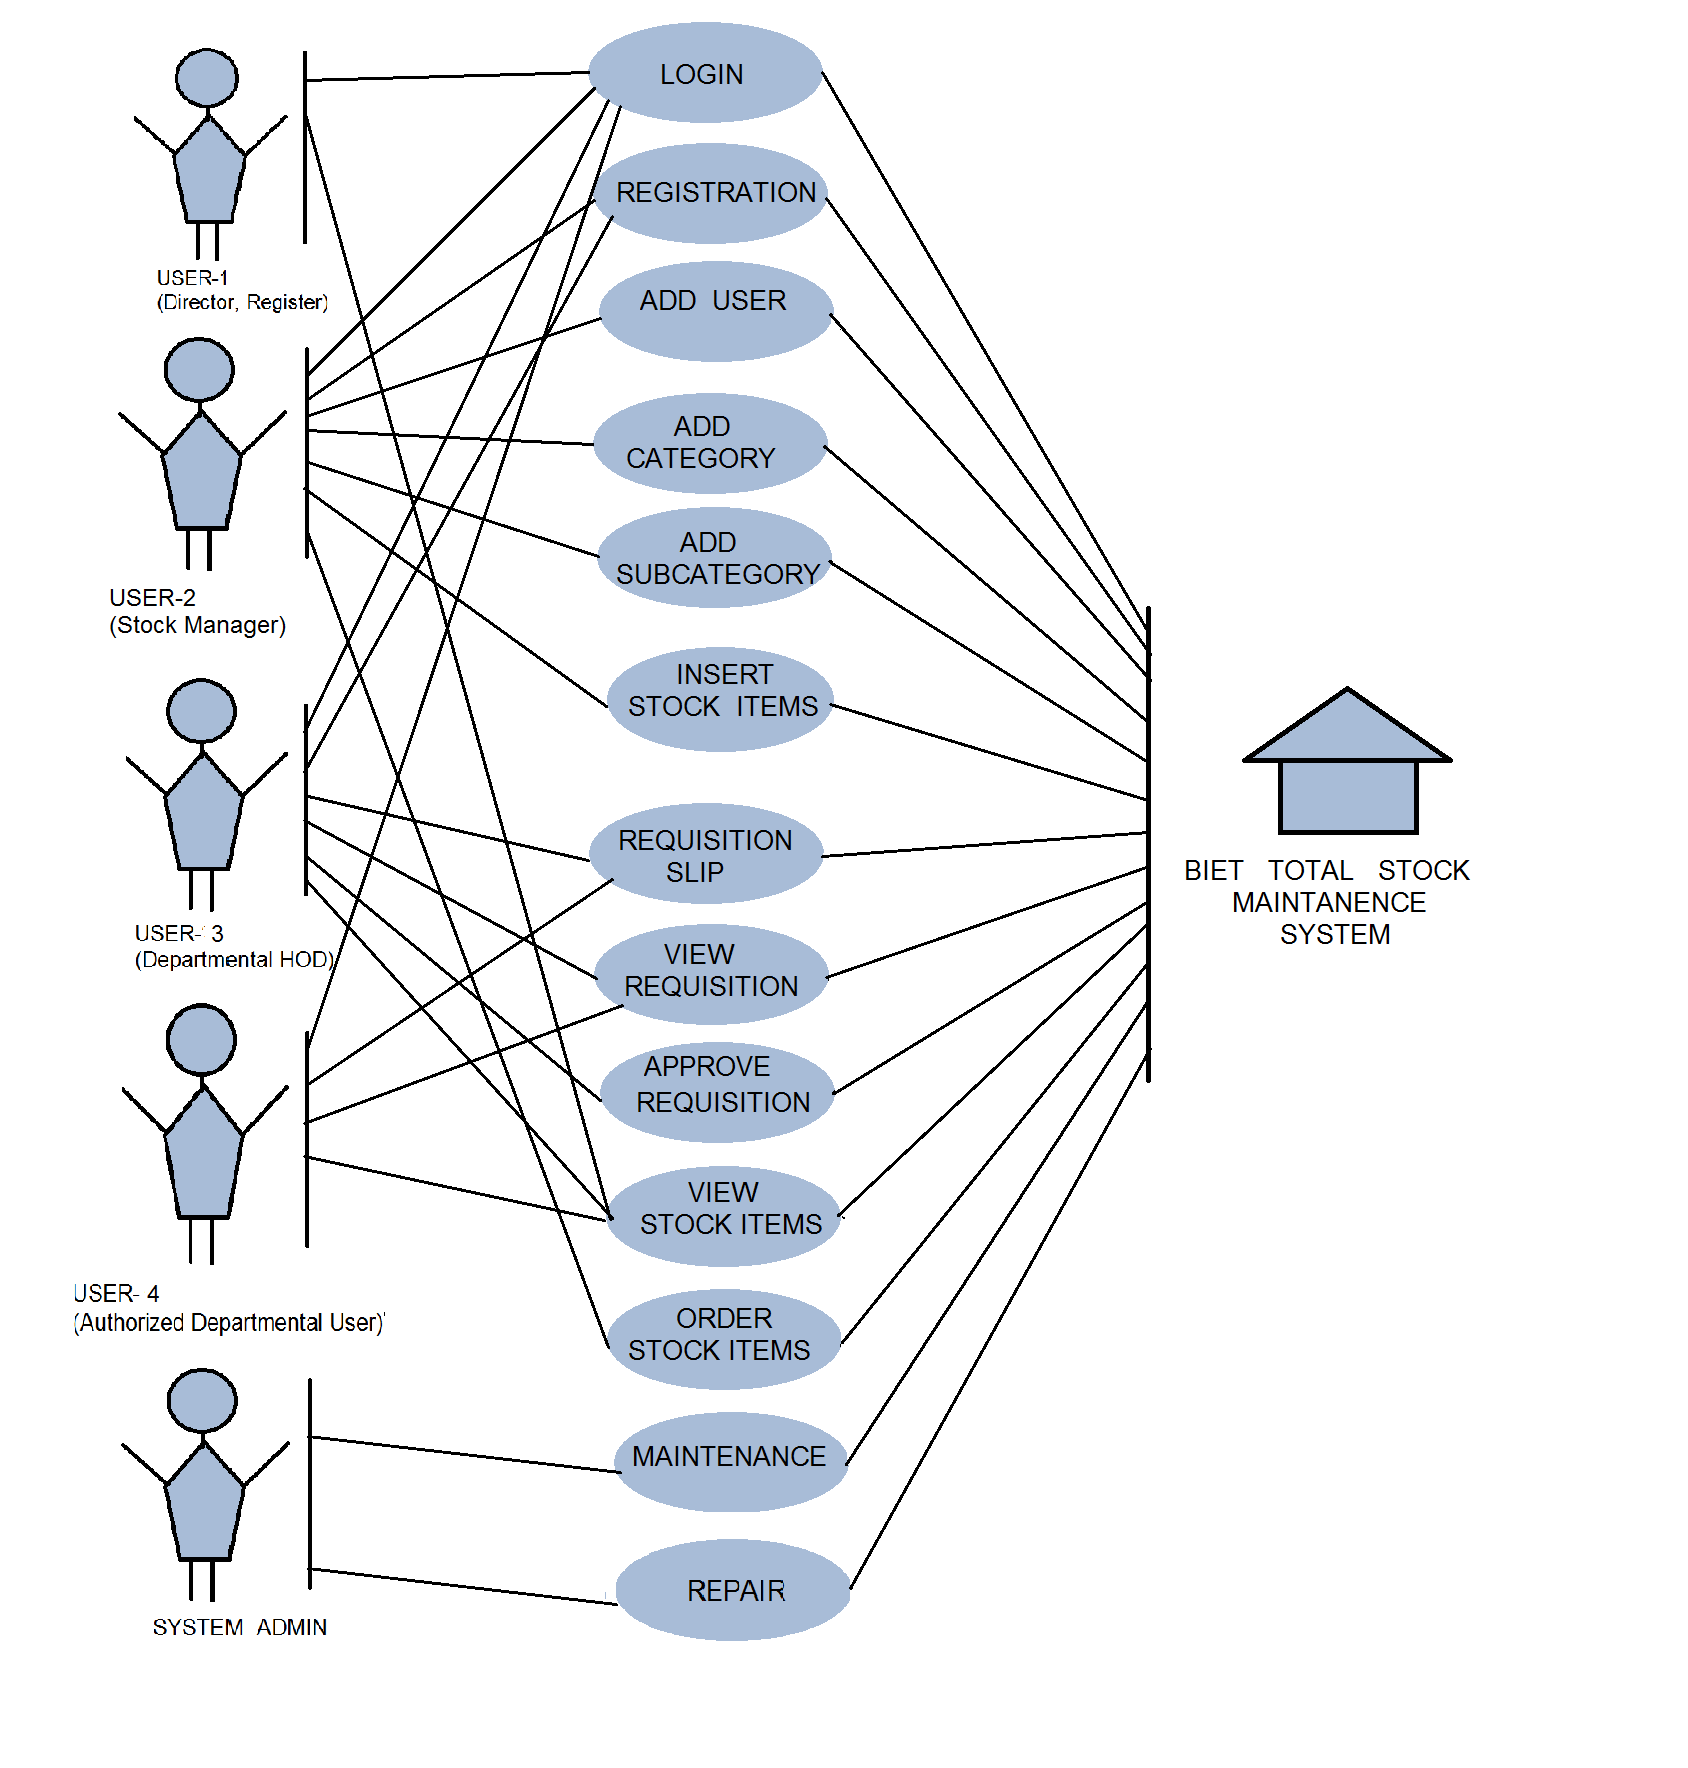 LOGIN
REGISTRATION
ADD USER
ADD
CATEGORY
ADD
SUBCATEGORY
INSERT
STOCK ITEMS
REQUISITION
SLIP
VIEW
REQUISITION
APPROVE
REQUISITION
VIEW
STOCK ITEMS
ORDER
STOCK ITEMS
MAINTENANCE
REPAIR
USER-1
(Director, Register)
USER-2
(Stock Manager)
USER- 3
(Departmental HOD)
USER- 4
(Authorized Departmental User)
SYSTEM ADMIN
BIET TOTAL STOCK
MAINTANENCE
SYSTEM